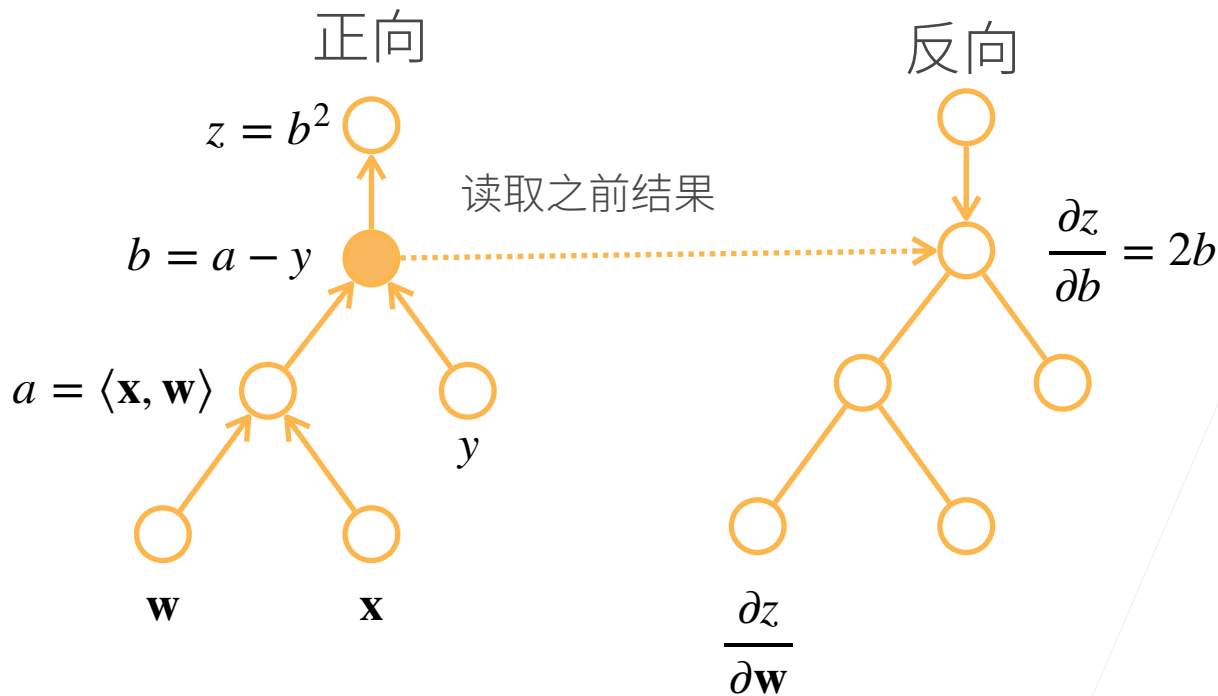 正向
反向
z = b²
读取之前结果
b = a − y
∂z/∂b = 2b
a = ⟨x, w⟩
y
w
x
∂z/∂w